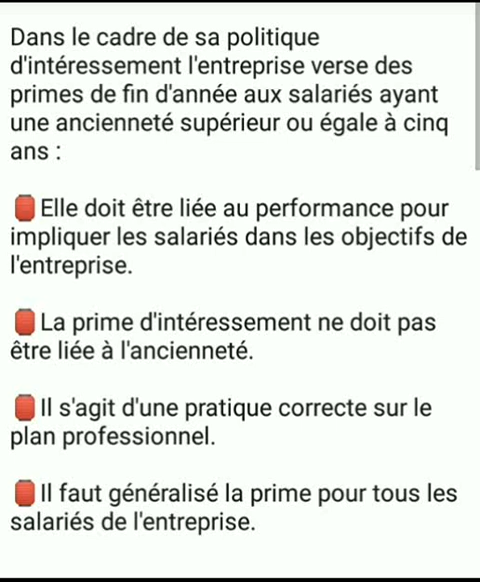 Dans le cadre de sa politique
d'intéressement l'entreprise verse des
primes de fin d'année aux salariés ayant
une ancienneté supérieur ou égale à cinq
ans :
🏮Elle doit être liée au performance pour
impliquer les salariés dans les objectifs de
l'entreprise.
🏮La prime d'intéressement ne doit pas
être liée à l'ancienneté.
🏮Il s'agit d'une pratique correcte sur le
plan professionnel.
🏮Il faut généralisé la prime pour tous les
salariés de l'entreprise.